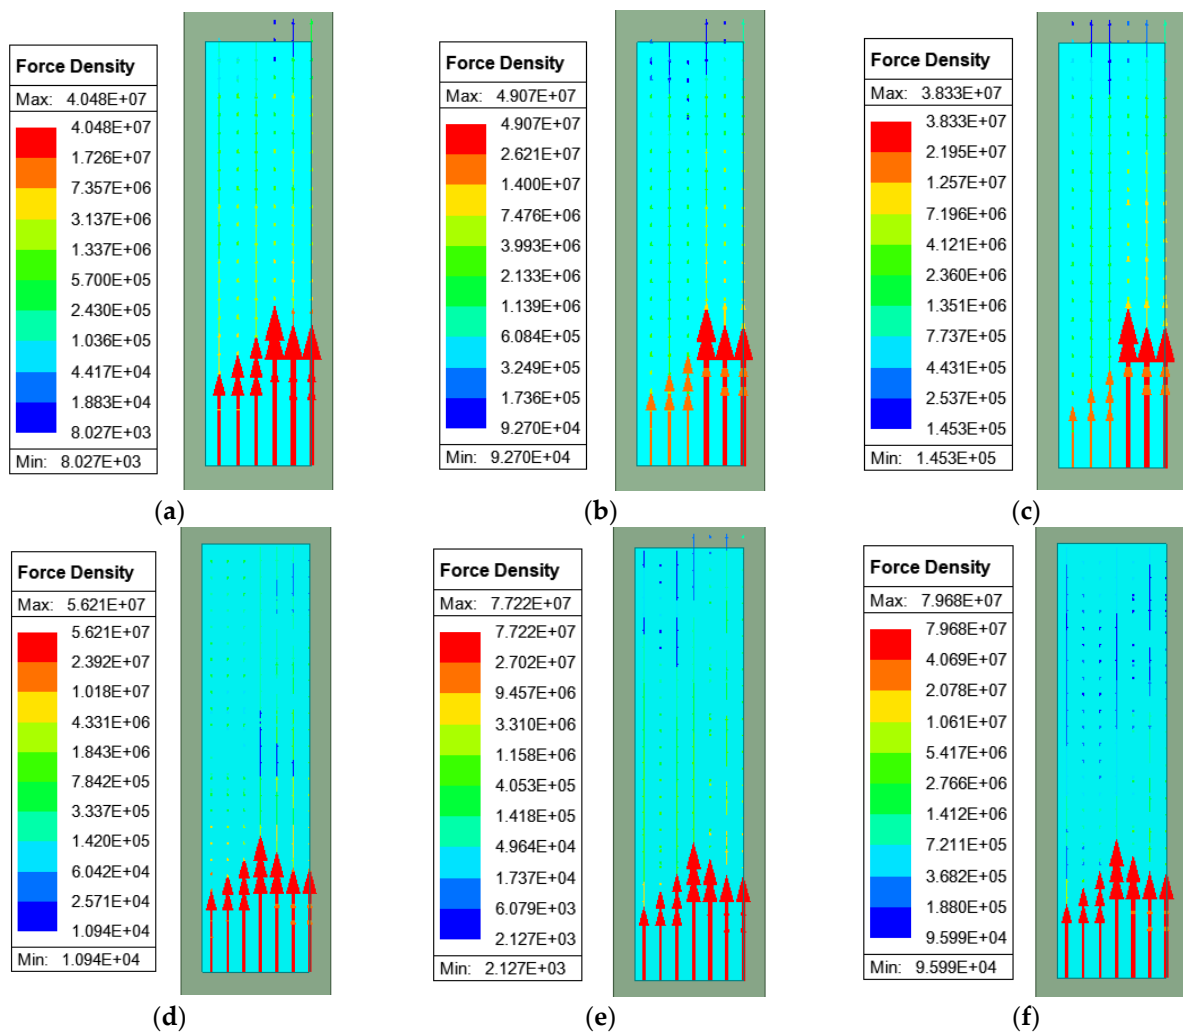 Force Density
Max: 4.048E+07
4.048E+07
1.726E+07
7.357E+06
3.137E+06
1.337E+06
5.700E+05
2.430E+05
1.036E+05
4.417E+04
1.883E+04
8.027E+03
Min: 8.027E+03
(a)
Force Density
Max: 4.907E+07
4.907E+07
2.621E+07
1.400E+07
7.476E+06
3.993E+06
2.133E+06
1.139E+06
6.084E+05
3.249E+05
1.736E+05
9.270E+04
Min: 9.270E+04
(b)
Force Density
Max: 3.833E+07
3.833E+07
2.195E+07
1.257E+07
7.196E+06
4.121E+06
2.360E+06
1.351E+06
7.737E+05
4.431E+05
2.537E+05
1.453E+05
Min: 1.453E+05
(c)
Force Density
Max: 5.621E+07
5.621E+07
2.392E+07
1.018E+07
4.331E+06
1.843E+06
7.842E+05
3.337E+05
1.420E+05
6.042E+04
2.571E+04
1.094E+04
Min: 1.094E+04
(d)
Force Density
Max: 7.722E+07
7.722E+07
2.702E+07
9.457E+06
3.310E+06
1.158E+06
4.053E+05
1.418E+05
4.964E+04
1.737E+04
6.079E+03
2.127E+03
Min: 2.127E+03
(e)
Force Density
Max: 7.968E+07
7.968E+07
4.069E+07
2.078E+07
1.061E+07
5.417E+06
2.766E+06
1.412E+06
7.211E+05
3.682E+05
1.880E+05
9.599E+04
Min: 9.599E+04
(f)